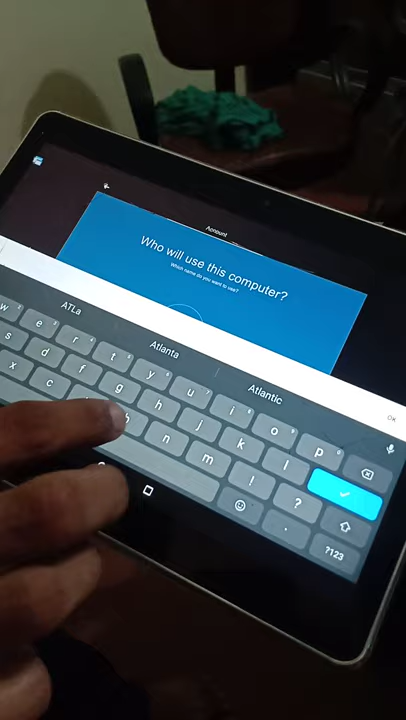 Account
Who will use this computer?
Which name do you want to use?
OK
ATLa
Atlanta
Atlantic
w e r t y u i o p
s d f g h j k l
x c b n m ! ?
.
?123